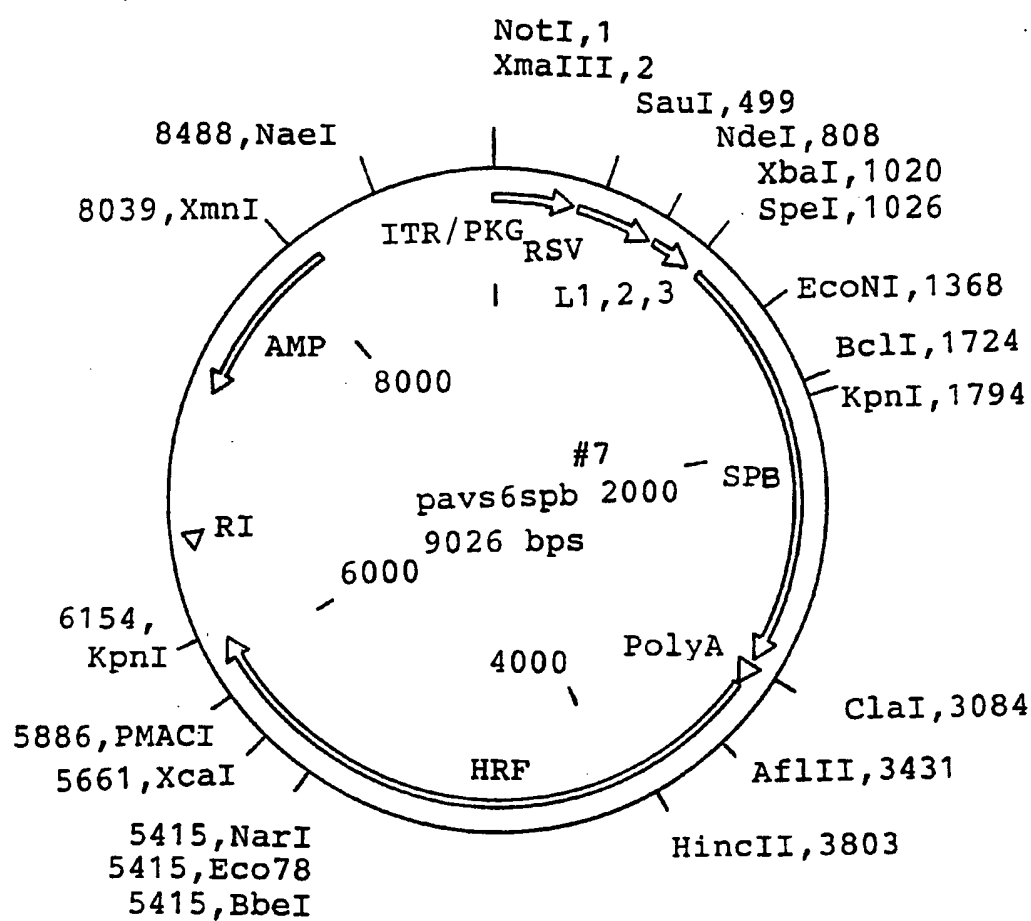 NotI,1
XmaIII,2
SauI,499
NdeI,808
XbaI,1020
SpeI,1026
EcoNI,1368
BclI,1724
KpnI,1794
ClaI,3084
AflII,3431
HincII,3803
5415,NarI
5415,Eco78
5415,BbeI
5661,XcaI
5886,PMACI
6154,
KpnI
8039,XmnI
8488,NaeI
ITR/PKG
RSV
L1,2,3
SPB
PolyA
HRF
RI
AMP
8000
#7
2000
pavs6spb
9026 bps
6000
4000